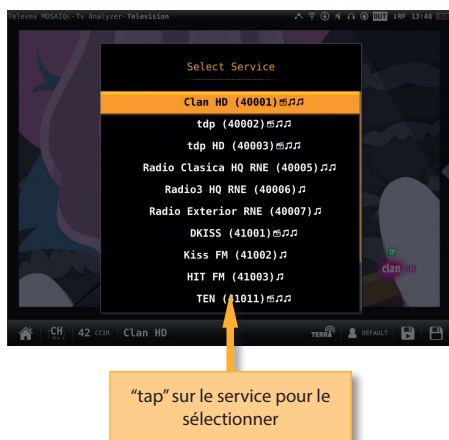 Televes MOSAIQ6-Tv Analyzer-Television
OUT RF 13:48
Select Service
Clan HD (40001)
tdp (40002)
tdp HD (40003)
Radio Clasica HQ RNE (40005)
Radio3 HQ RNE (40006)
Radio Exterior RNE (40007)
DKISS (41001)
Kiss FM (41002)
HIT FM (41003)
TEN (41011)
clan HD
CH 42 CCIR Clan HD TERRA DEFAULT
“tap” sur le service pour le
sélectionner